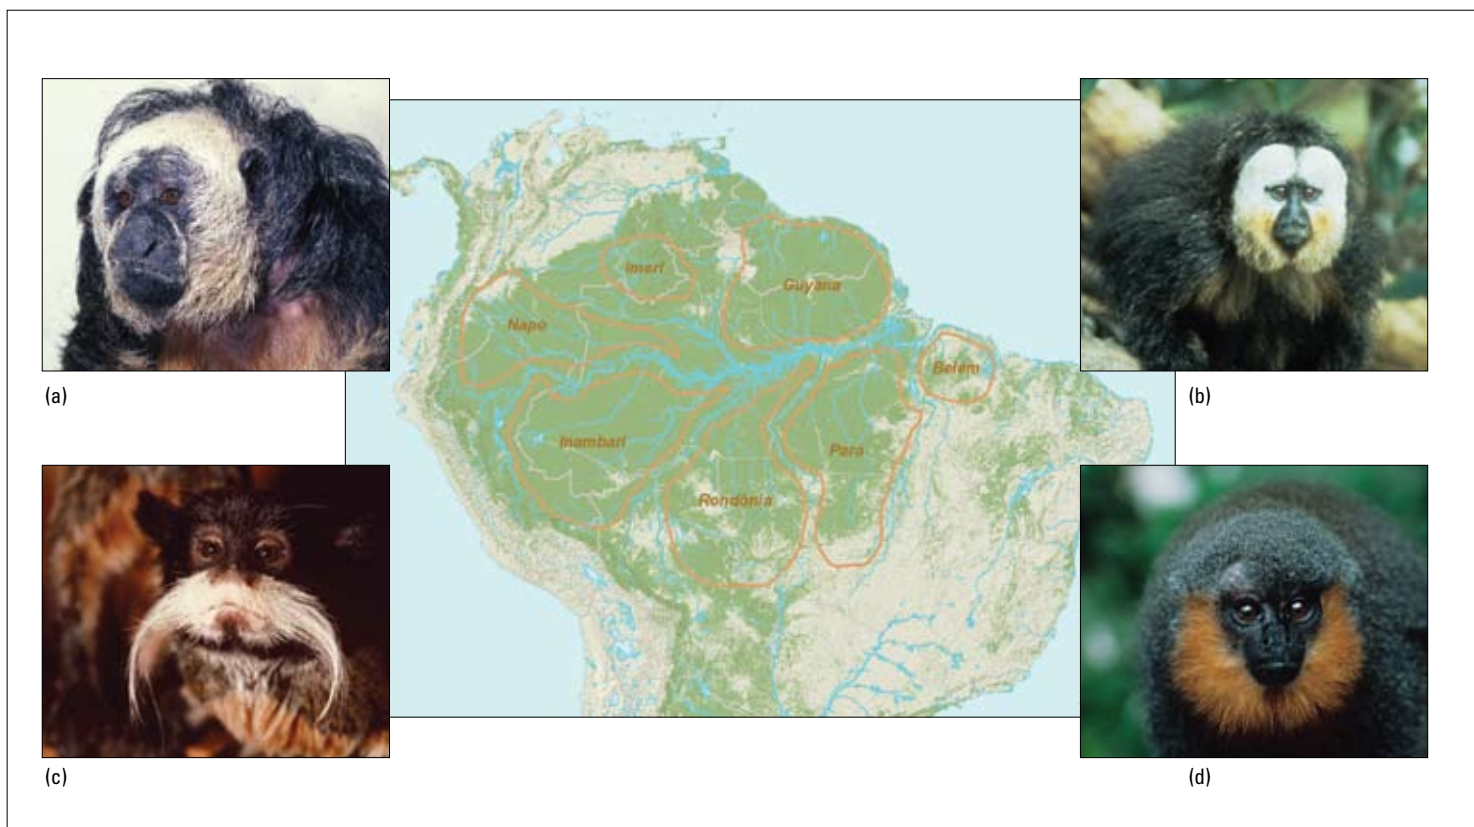 Imeri
Guyana
Napo
Belem
(a)
(b)
Inambari
Para
Rondônia
(c)
(d)